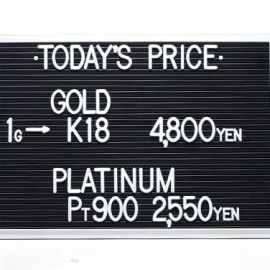 ·TODAY'S PRICE·
GOLD
1G→ K18 4,800YEN
PLATINUM
PT900 2,550YEN